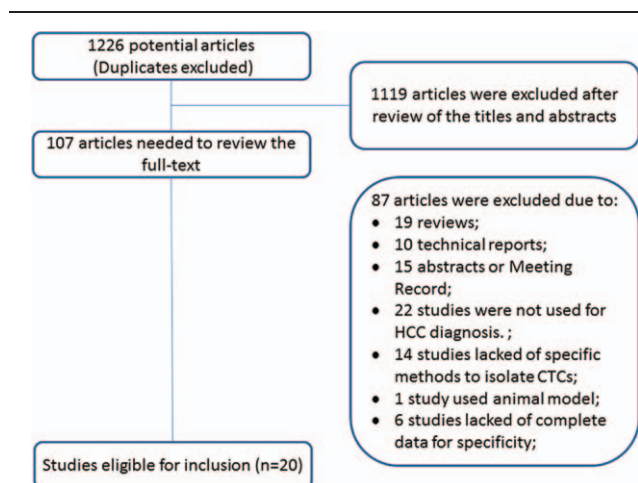 1226 potential articles
(Duplicates excluded)
1119 articles were excluded after
review of the titles and abstracts
107 articles needed to review the
full-text
87 articles were excluded due to:
• 19 reviews;
• 10 technical reports;
• 15 abstracts or Meeting
Record;
• 22 studies were not used for
HCC diagnosis. ;
• 14 studies lacked of specific
methods to isolate CTCs;
• 1 study used animal model;
• 6 studies lacked of complete
data for specificity;
Studies eligible for inclusion (n=20)